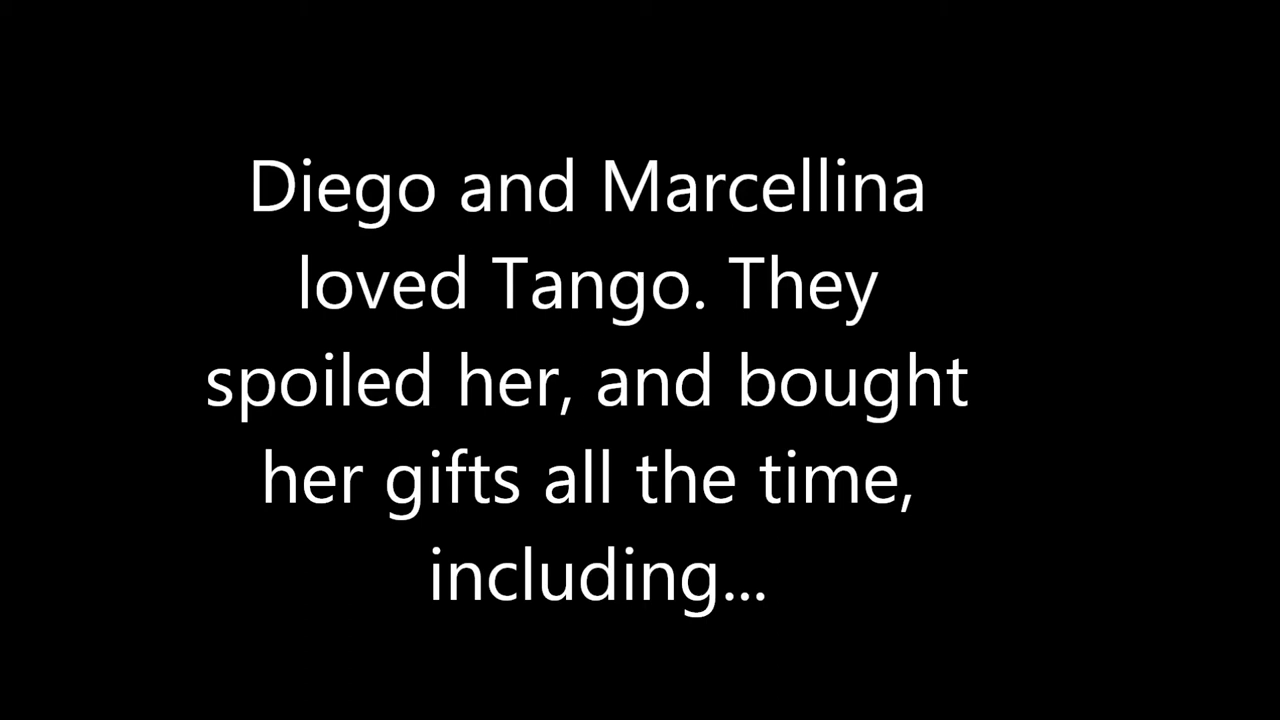 Diego and Marcellina
loved Tango. They
spoiled her, and bought
her gifts all the time,
including...